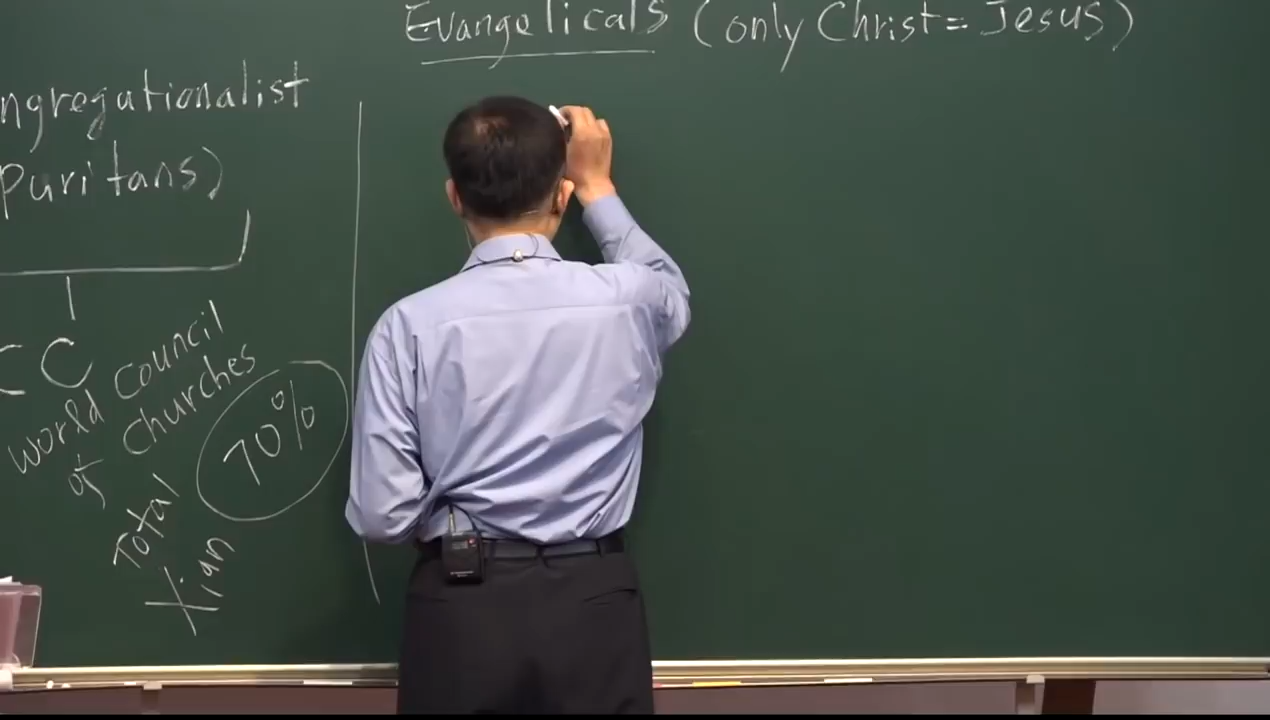 Evangelicals (only Christ = Jesus)
ngregationalist
Puritans)
CC
World Council
of Churches
70%
Total
Xian